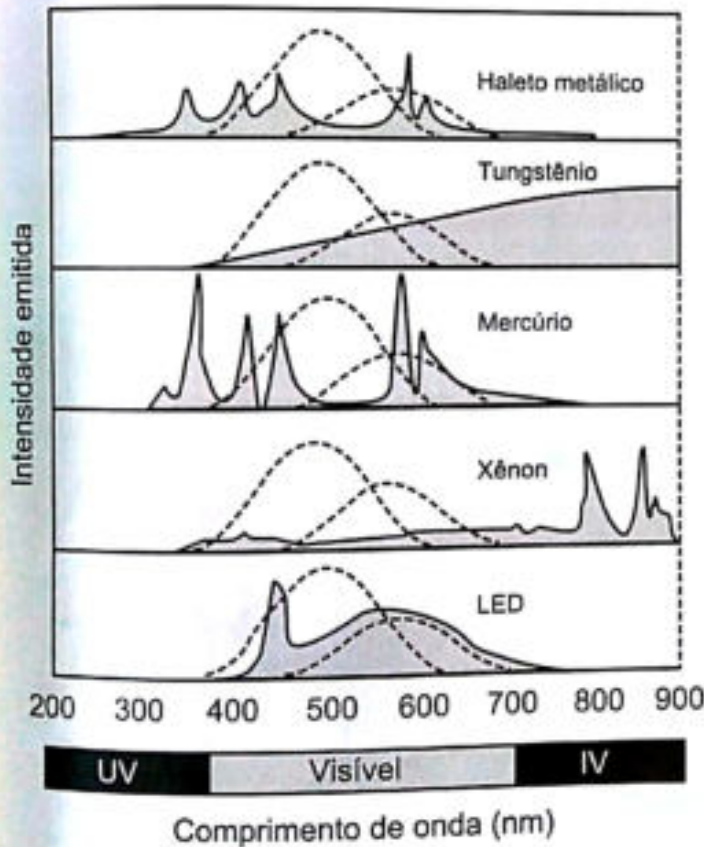 Haleto metálico
Tungstênio
Mercúrio
Xênon
LED
Intensidade emitida
200 300 400 500 600 700 800 900
UV Visível IV
Comprimento de onda (nm)